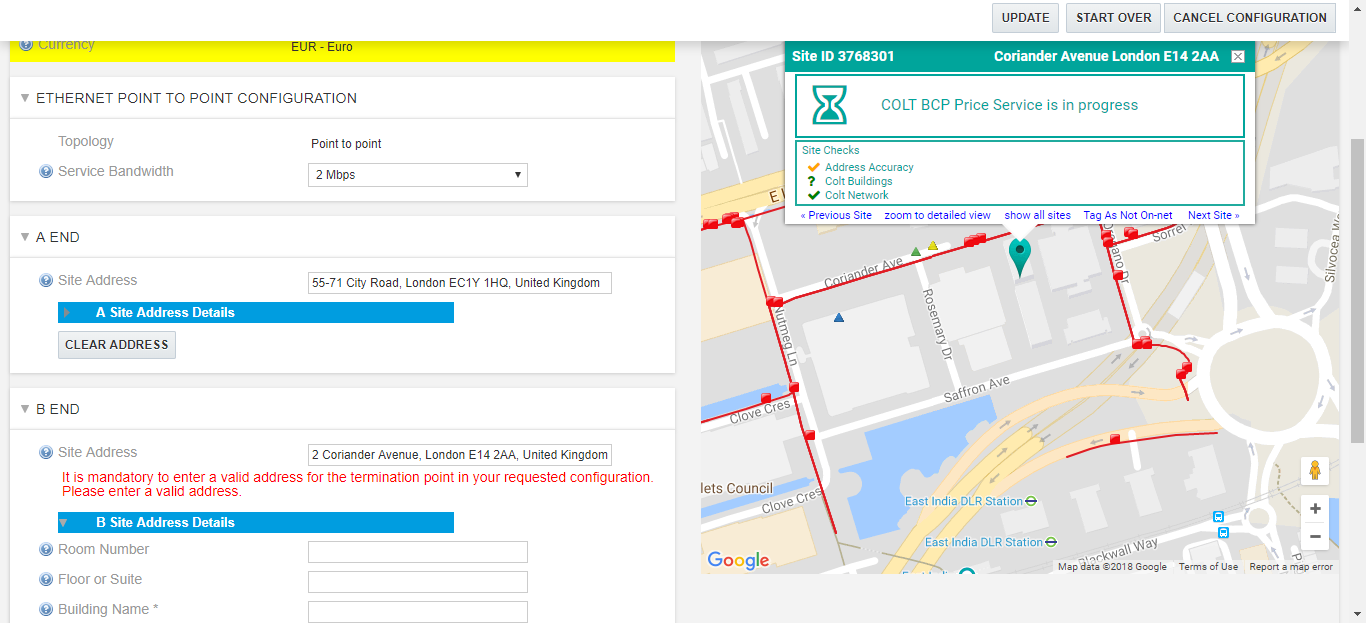 UPDATE
START OVER
CANCEL CONFIGURATION
Currency
EUR - Euro
ETHERNET POINT TO POINT CONFIGURATION
Topology
Point to point
Service Bandwidth
2 Mbps
A END
Site Address
55-71 City Road, London EC1Y 1HQ, United Kingdom
A Site Address Details
CLEAR ADDRESS
B END
Site Address
2 Coriander Avenue, London E14 2AA, United Kingdom
It is mandatory to enter a valid address for the termination point in your requested configuration.
Please enter a valid address.
B Site Address Details
Room Number
Floor or Suite
Building Name *
Site ID 3768301
Coriander Avenue London E14 2AA
COLT BCP Price Service is in progress
Site Checks
Address Accuracy
? Colt Buildings
Colt Network
« Previous Site
zoom to detailed view
show all sites
Tag As Not On-net
Next Site »
Coriander Ave
Rosemary Dr
Nutmeg Ln
Saffron Ave
Clove Cres
Clove Cres
Oregano Dr
Sorrel
Silvocea
lets Council
East India DLR Station
East India DLR Station
East India
Blackwall Way
+
−
Google
Map data ©2018 Google
Terms of Use
Report a map error